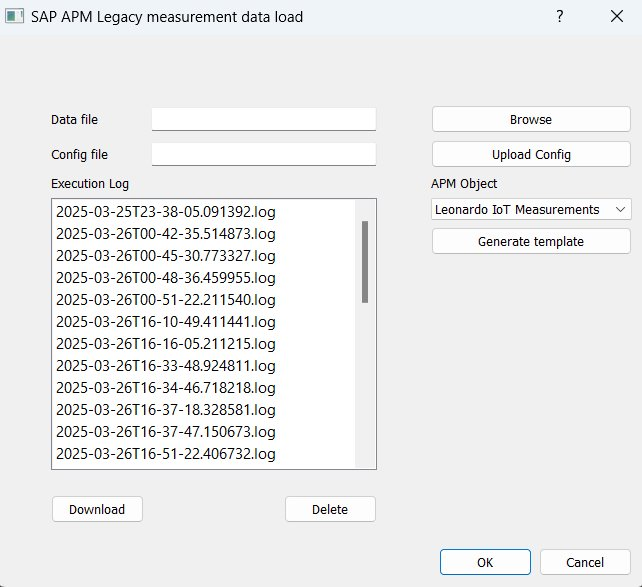 SAP APM Legacy measurement data load ?
Data file
Browse
Config file
Upload Config
Execution Log
APM Object
Leonardo IoT Measurements
Generate template
2025-03-25T23-38-05.091392.log
2025-03-26T00-42-35.514873.log
2025-03-26T00-45-30.773327.log
2025-03-26T00-48-36.459955.log
2025-03-26T00-51-22.211540.log
2025-03-26T16-10-49.411441.log
2025-03-26T16-16-05.211215.log
2025-03-26T16-33-48.924811.log
2025-03-26T16-34-46.718218.log
2025-03-26T16-37-18.328581.log
2025-03-26T16-37-47.150673.log
2025-03-26T16-51-22.406732.log
Download
Delete
OK
Cancel